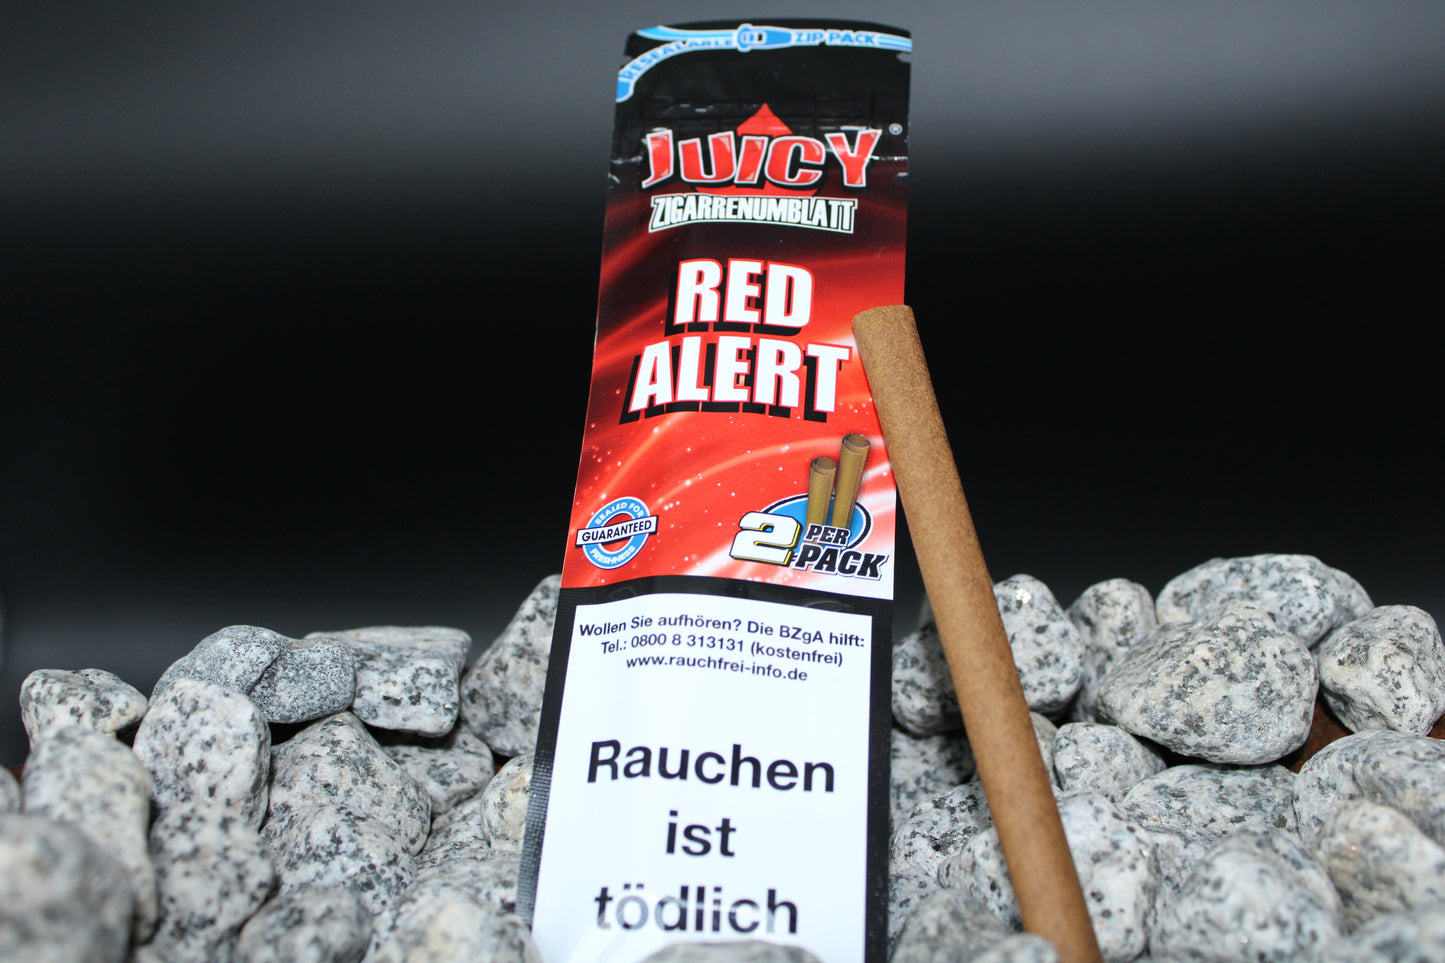 RESEALABLE ZIP PACK
JUICY®
ZIGARRENUMBLATT
RED
ALERT
SEALED FOR
GUARANTEED
FRESHNESS
2 PER
PACK
Wollen Sie aufhören? Die BZgA hilft:
Tel.: 0800 8 313131 (kostenfrei)
www.rauchfrei-info.de
Rauchen
ist
tödlich